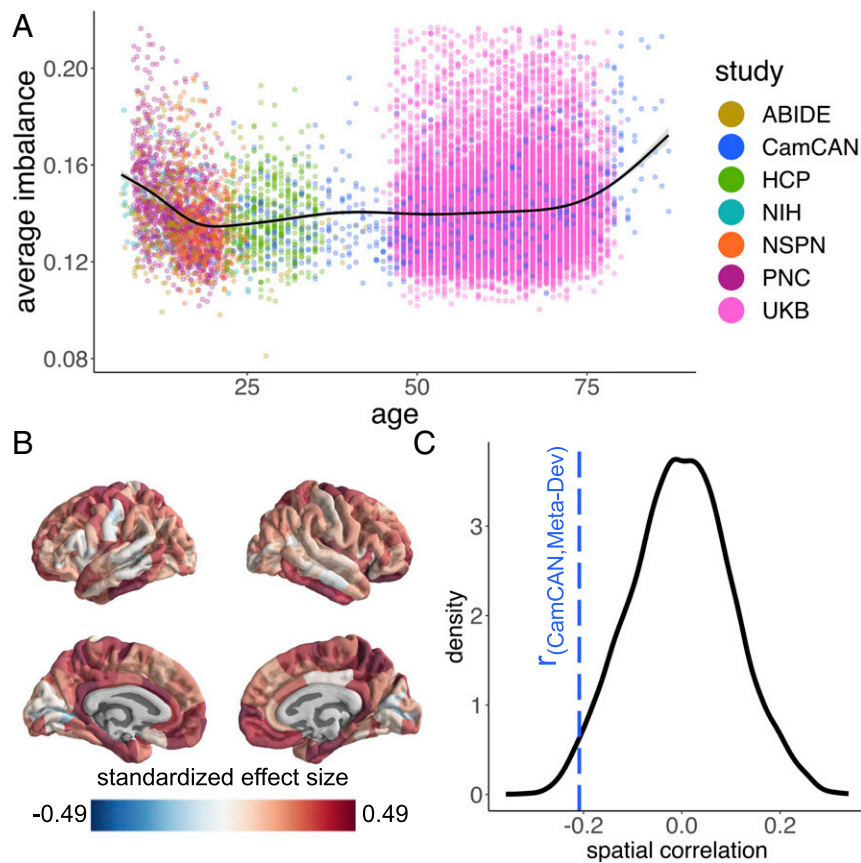 A
average imbalance
0.20
0.16
0.12
0.08
25
50
75
age
study
ABIDE
CamCAN
HCP
NIH
NSPN
PNC
UKB
B
standardized effect size
-0.49
0.49
C
r(CamCAN,Meta-Dev)
density
3
2
1
0
-0.2
0.0
0.2
spatial correlation